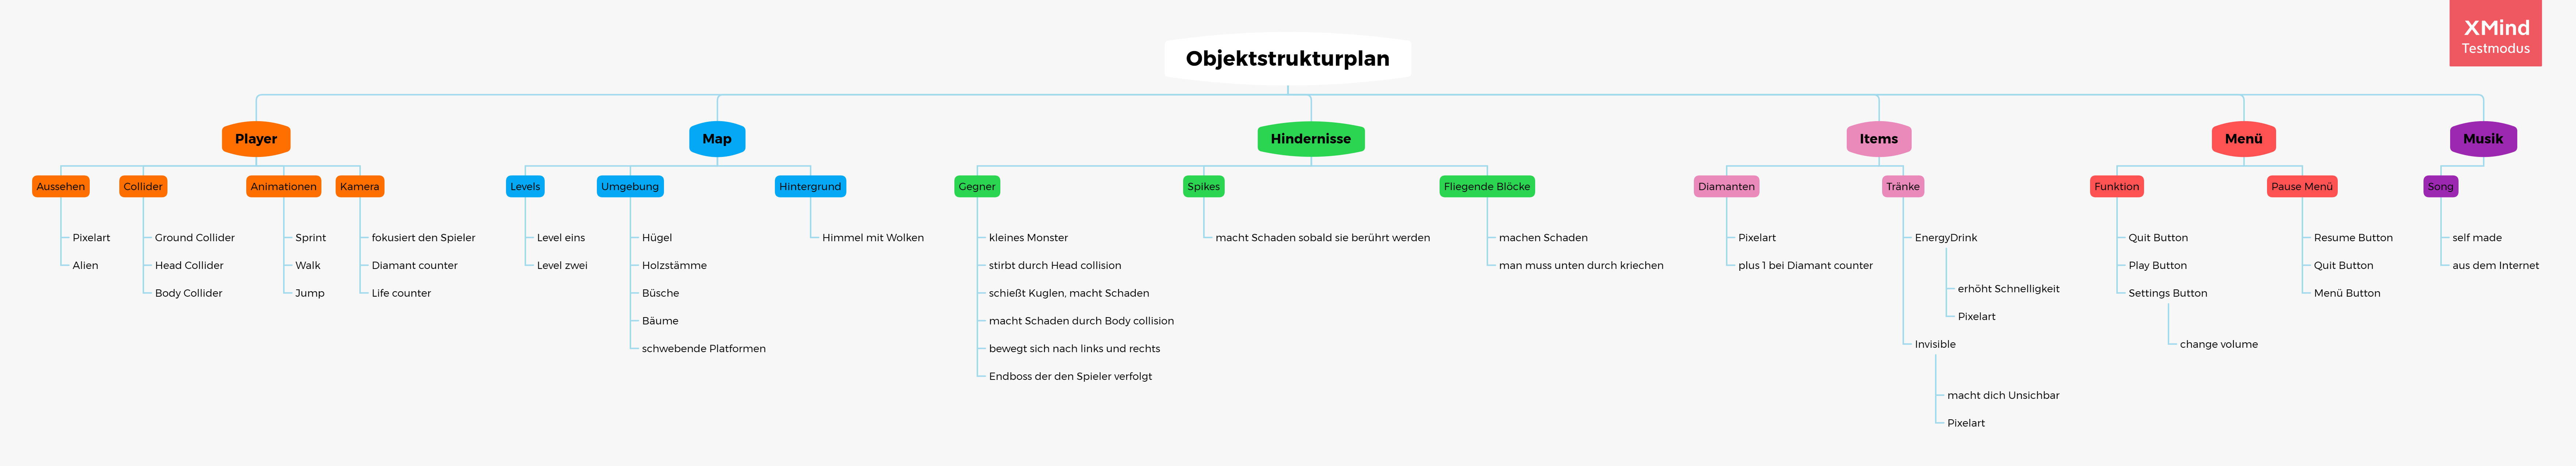 XMind
Testmodus
Objektstrukturplan
Player
Map
Hindernisse
Items
Menü
Musik
Aussehen
Collider
Animationen
Kamera
Levels
Umgebung
Hintergrund
Gegner
Spikes
Fliegende Blöcke
Diamanten
Tränke
Funktion
Pause Menü
Song
Pixelart
Alien
Ground Collider
Head Collider
Body Collider
Sprint
Walk
Jump
fokusiert den Spieler
Diamant counter
Life counter
Level eins
Level zwei
Hügel
Holzstämme
Büsche
Bäume
schwebende Platformen
Himmel mit Wolken
kleines Monster
stirbt durch Head collision
schießt Kuglen, macht Schaden
macht Schaden durch Body collision
bewegt sich nach links und rechts
Endboss der den Spieler verfolgt
macht Schaden sobald sie berührt werden
machen Schaden
man muss unten durch kriechen
Pixelart
plus 1 bei Diamant counter
EnergyDrink
erhöht Schnelligkeit
Pixelart
Invisible
macht dich Unsichbar
Pixelart
Quit Button
Play Button
Settings Button
change volume
Resume Button
Quit Button
Menü Button
self made
aus dem Internet